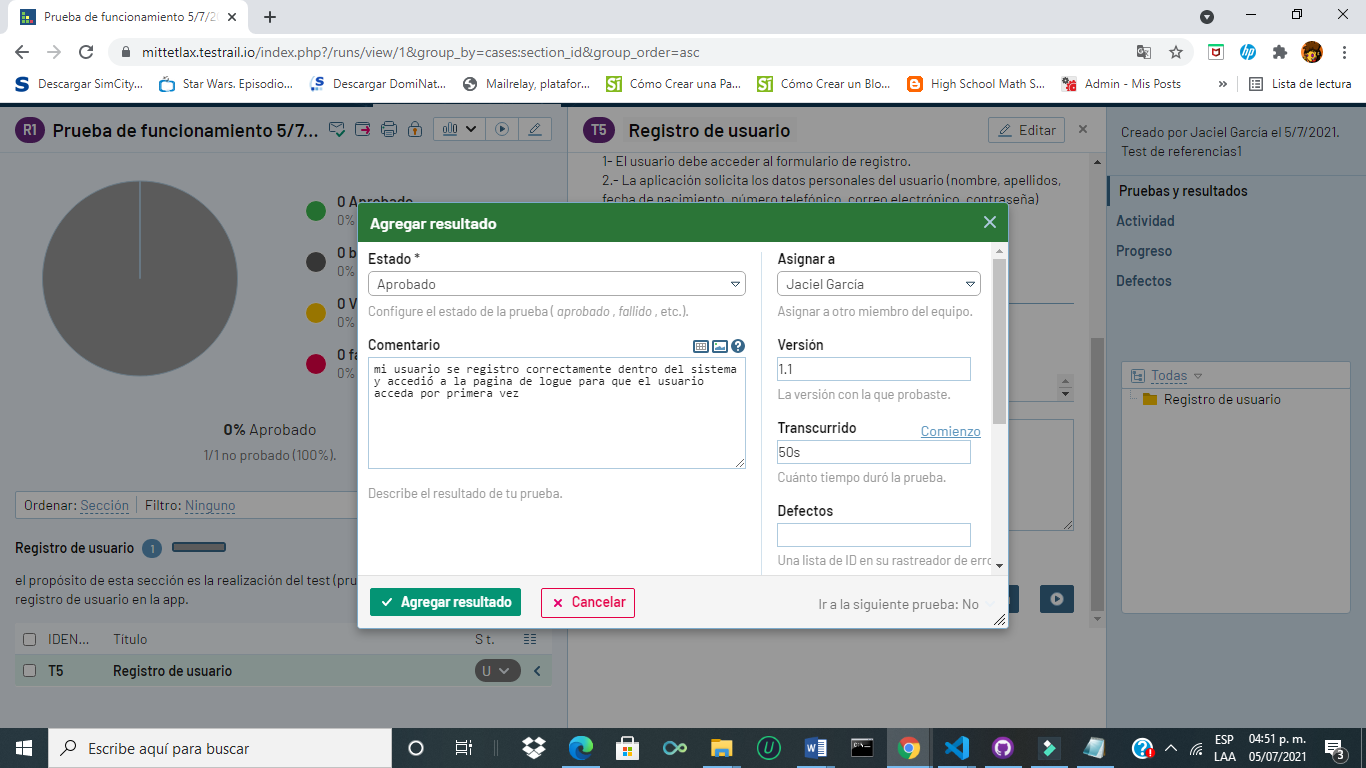 Prueba de funcionamiento 5/7/2
mittetlax.testrail.io/index.php?/runs/view/1&group_by=cases:section_id&group_order=asc
Descargar SimCity...
Star Wars. Episodio...
Descargar DomiNat...
Mailrelay, platafor...
Cómo Crear una Pa...
Cómo Crear un Blo...
High School Math S...
Admin - Mis Posts
»
Lista de lectura
R1 Prueba de funcionamiento 5/7...
T5 Registro de usuario
Editar
Creado por Jaciel García el 5/7/2021.
Test de referencias1
1- El usuario debe acceder al formulario de registro.
2.- La aplicación solicita los datos personales del usuario (nombre, apellidos,
fecha de nacimiento, número telefónico, correo electrónico, contraseña)
Pruebas y resultados
Actividad
Progreso
Defectos
0 Aprobado
0%
0 b
0%
0 V
0%
0 fa
0%
0% Aprobado
1/1 no probado (100%).
Agregar resultado
Estado *
Aprobado
Configure el estado de la prueba ( aprobado , fallido , etc.).
Comentario
mi usuario se registro correctamente dentro del sistema
y accedió a la pagina de logue para que el usuario
acceda por primera vez
Describe el resultado de tu prueba.
Asignar a
Jaciel García
Asignar a otro miembro del equipo.
Versión
1.1
La versión con la que probaste.
Transcurrido
Comienzo
50s
Cuánto tiempo duró la prueba.
Defectos
Una lista de ID en su rastreador de erro
Agregar resultado
Cancelar
Ir a la siguiente prueba: No
Todas
Registro de usuario
Ordenar: Sección
Filtro: Ninguno
Registro de usuario 1
el propósito de esta sección es la realización del test (pru
registro de usuario en la app.
IDEN...
Título
S t.
T5
Registro de usuario
U
Escribe aquí para buscar
ESP
LAA
04:51 p. m.
05/07/2021
3